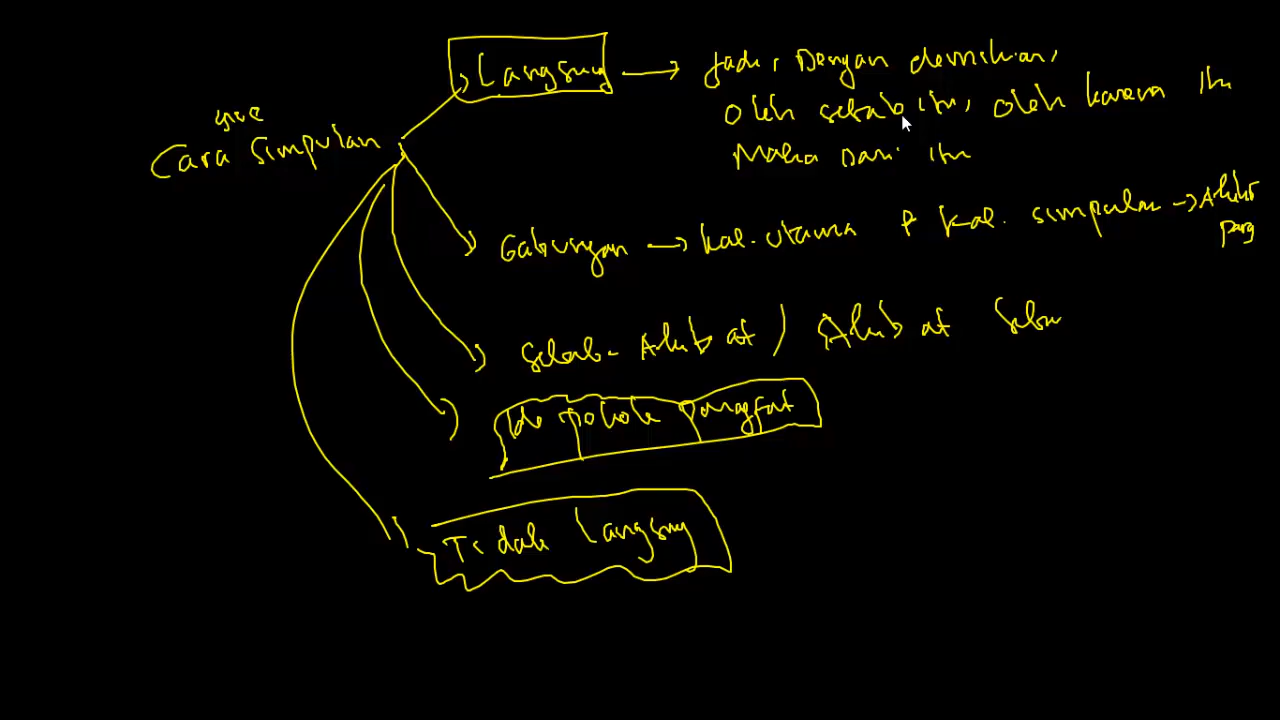 Langsung → Jadi, Dengan demikian,
Oleh sebab itu, Oleh karena itu
Maka Dari itu
Cara Simpulan
Gabungan → kal. utama + kal. simpulan → Akhir
parg
Sebab - Akibat / Akibat Sebab
Ide pokok paragraf
Tidak Langsung